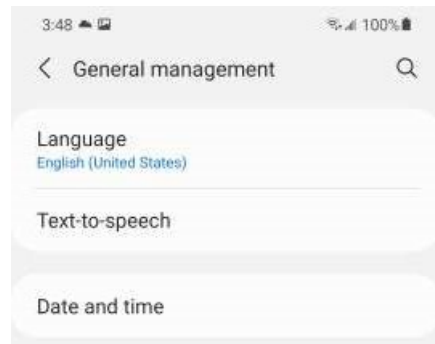 3:48 100%
General management
Language
English (United States)
Text-to-speech
Date and time